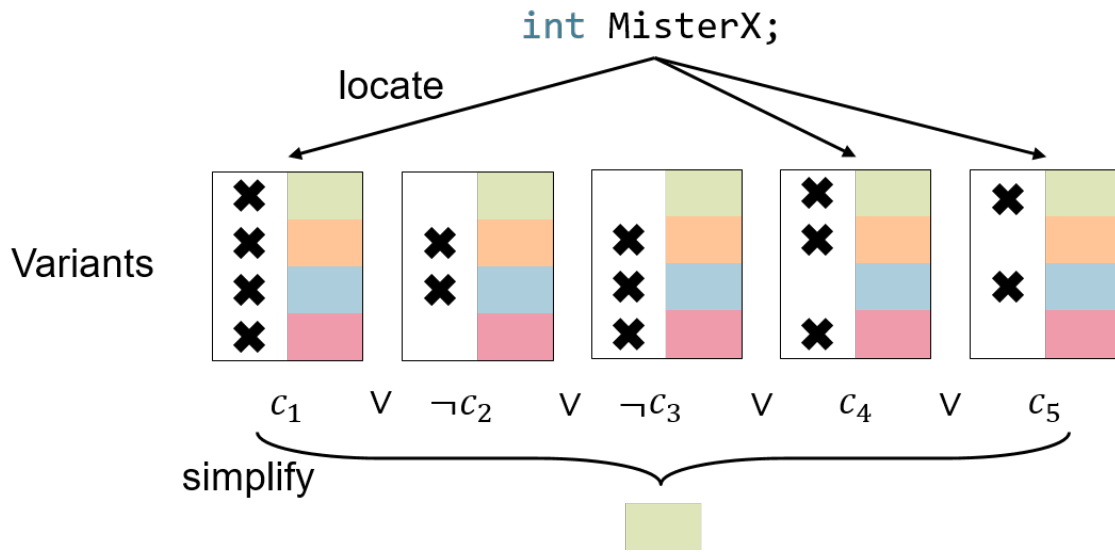 int MisterX;
locate
Variants
c₁ ∨ ¬c₂ ∨ ¬c₃ ∨ c₄ ∨ c₅
simplify